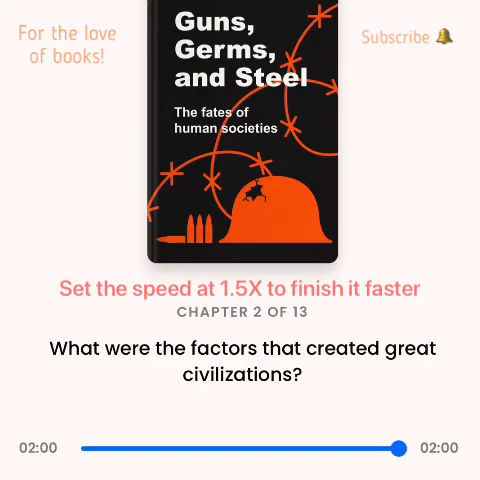 For the love
of books!
Subscribe 🔔
Guns,
Germs,
and Steel
The fates of
human societies
Set the speed at 1.5X to finish it faster
CHAPTER 2 OF 13
What were the factors that created great
civilizations?
02:00
02:00